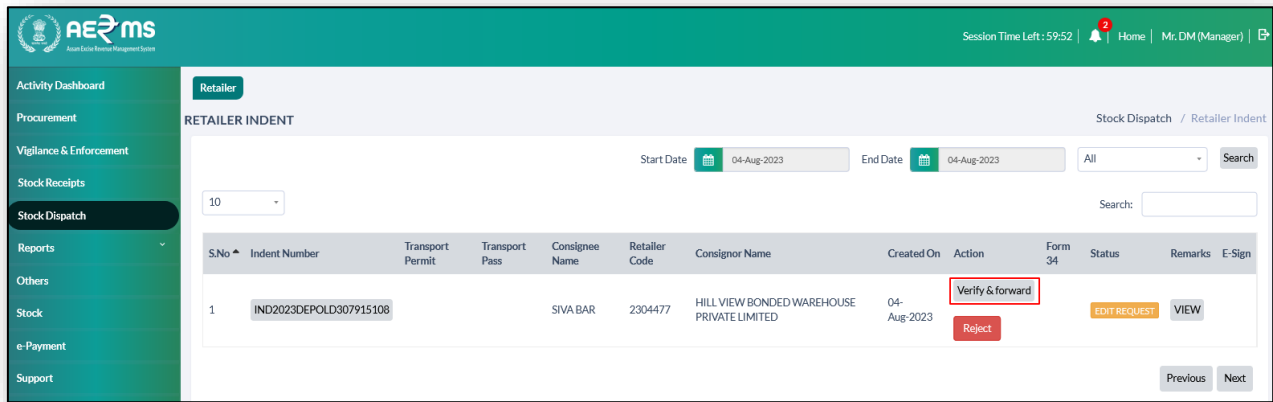 AERMS
Assam Excise Revenue Management System
Session Time Left : 59:52 | 2 | Home | Mr. DM (Manager) |
Activity Dashboard
Procurement
Vigilance & Enforcement
Stock Receipts
Stock Dispatch
Reports
Others
Stock
e-Payment
Support
Retailer
RETAILER INDENT
Stock Dispatch / Retailer Indent
Start Date 04-Aug-2023 End Date 04-Aug-2023 All Search
10 Search:
S.No Indent Number Transport Permit Transport Pass Consignee Name Retailer Code Consignor Name Created On Action Form 34 Status Remarks E-Sign
1 IND2023DEPOLD307915108 SIVA BAR 2304477 HILL VIEW BONDED WAREHOUSE PRIVATE LIMITED 04-Aug-2023 Verify & forward Reject EDIT REQUEST VIEW
Previous Next